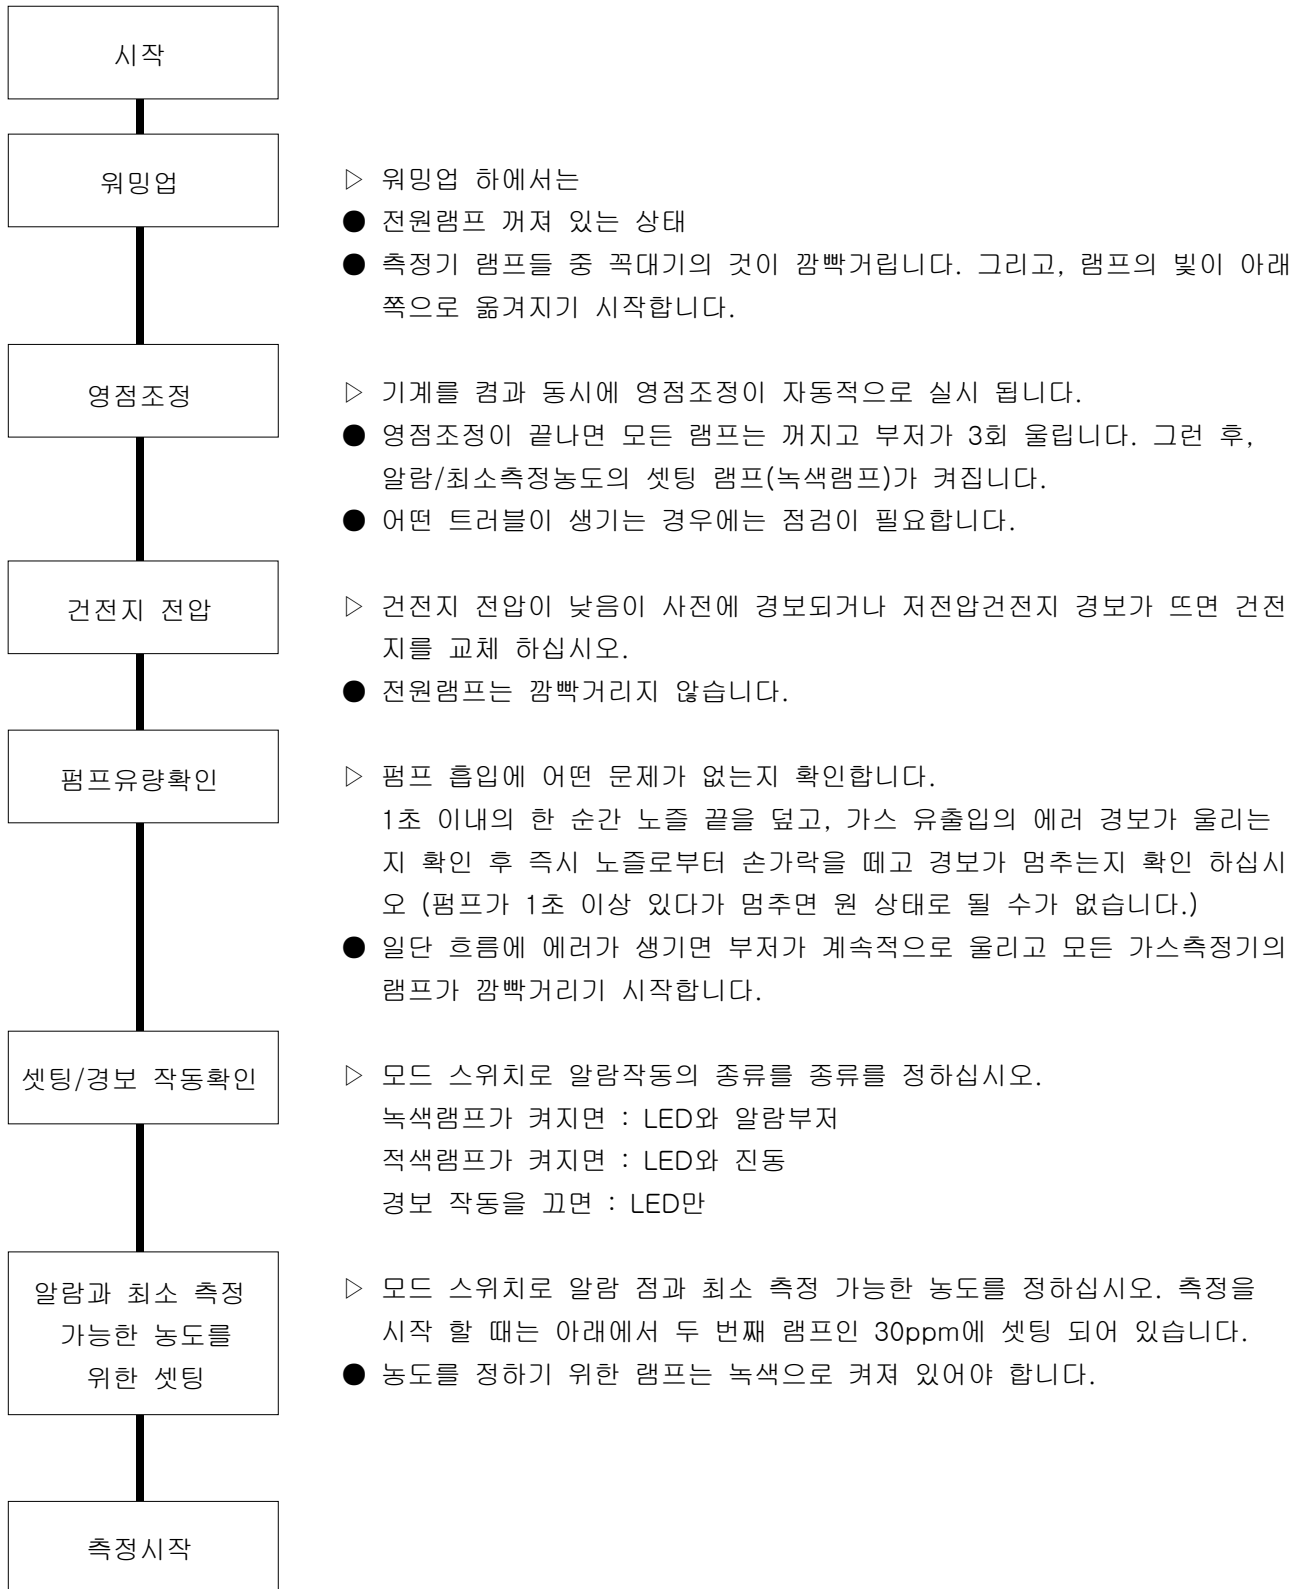 시작
워밍업
▷ 워밍업 하에서는
● 전원램프 꺼져 있는 상태
● 측정기 램프들 중 꼭대기의 것이 깜빡거립니다. 그리고, 램프의 빛이 아래
쪽으로 옮겨지기 시작합니다.
영점조정
▷ 기계를 켬과 동시에 영점조정이 자동적으로 실시 됩니다.
● 영점조정이 끝나면 모든 램프는 꺼지고 부저가 3회 울립니다. 그런 후,
알람/최소측정농도의 셋팅 램프(녹색램프)가 켜집니다.
● 어떤 트러블이 생기는 경우에는 점검이 필요합니다.
건전지 전압
▷ 건전지 전압이 낮음이 사전에 경보되거나 저전압건전지 경보가 뜨면 건전
지를 교체 하십시오.
● 전원램프는 깜빡거리지 않습니다.
펌프유량확인
▷ 펌프 흡입에 어떤 문제가 없는지 확인합니다.
1초 이내의 한 순간 노즐 끝을 덮고, 가스 유출입의 에러 경보가 울리는
지 확인 후 즉시 노즐로부터 손가락을 떼고 경보가 멈추는지 확인 하십시
오 (펌프가 1초 이상 있다가 멈추면 원 상태로 될 수가 없습니다.)
● 일단 흐름에 에러가 생기면 부저가 계속적으로 울리고 모든 가스측정기의
램프가 깜빡거리기 시작합니다.
셋팅/경보 작동확인
▷ 모드 스위치로 알람작동의 종류를 종류를 정하십시오.
녹색램프가 켜지면 : LED와 알람부저
적색램프가 켜지면 : LED와 진동
경보 작동을 끄면 : LED만
알람과 최소 측정
가능한 농도를
위한 셋팅
▷ 모드 스위치로 알람 점과 최소 측정 가능한 농도를 정하십시오. 측정을
시작 할 때는 아래에서 두 번째 램프인 30ppm에 셋팅 되어 있습니다.
● 농도를 정하기 위한 램프는 녹색으로 켜져 있어야 합니다.
측정시작